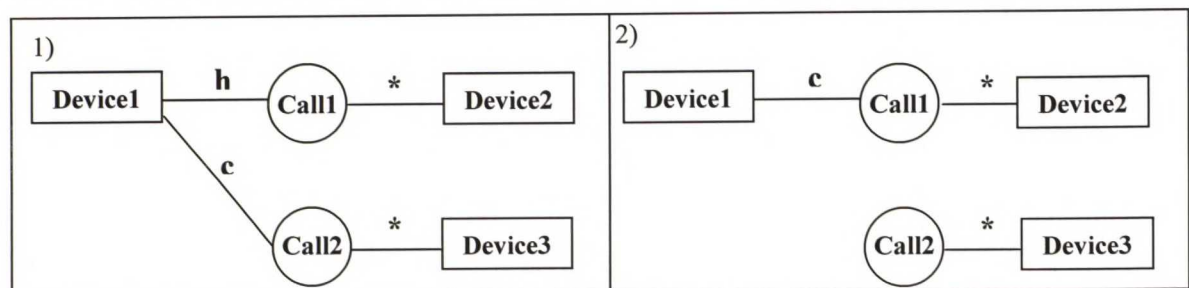 1)
h
*
Device1
Call1
Device2
c
*
Call2
Device3
2)
c
*
Device1
Call1
Device2
*
Call2
Device3